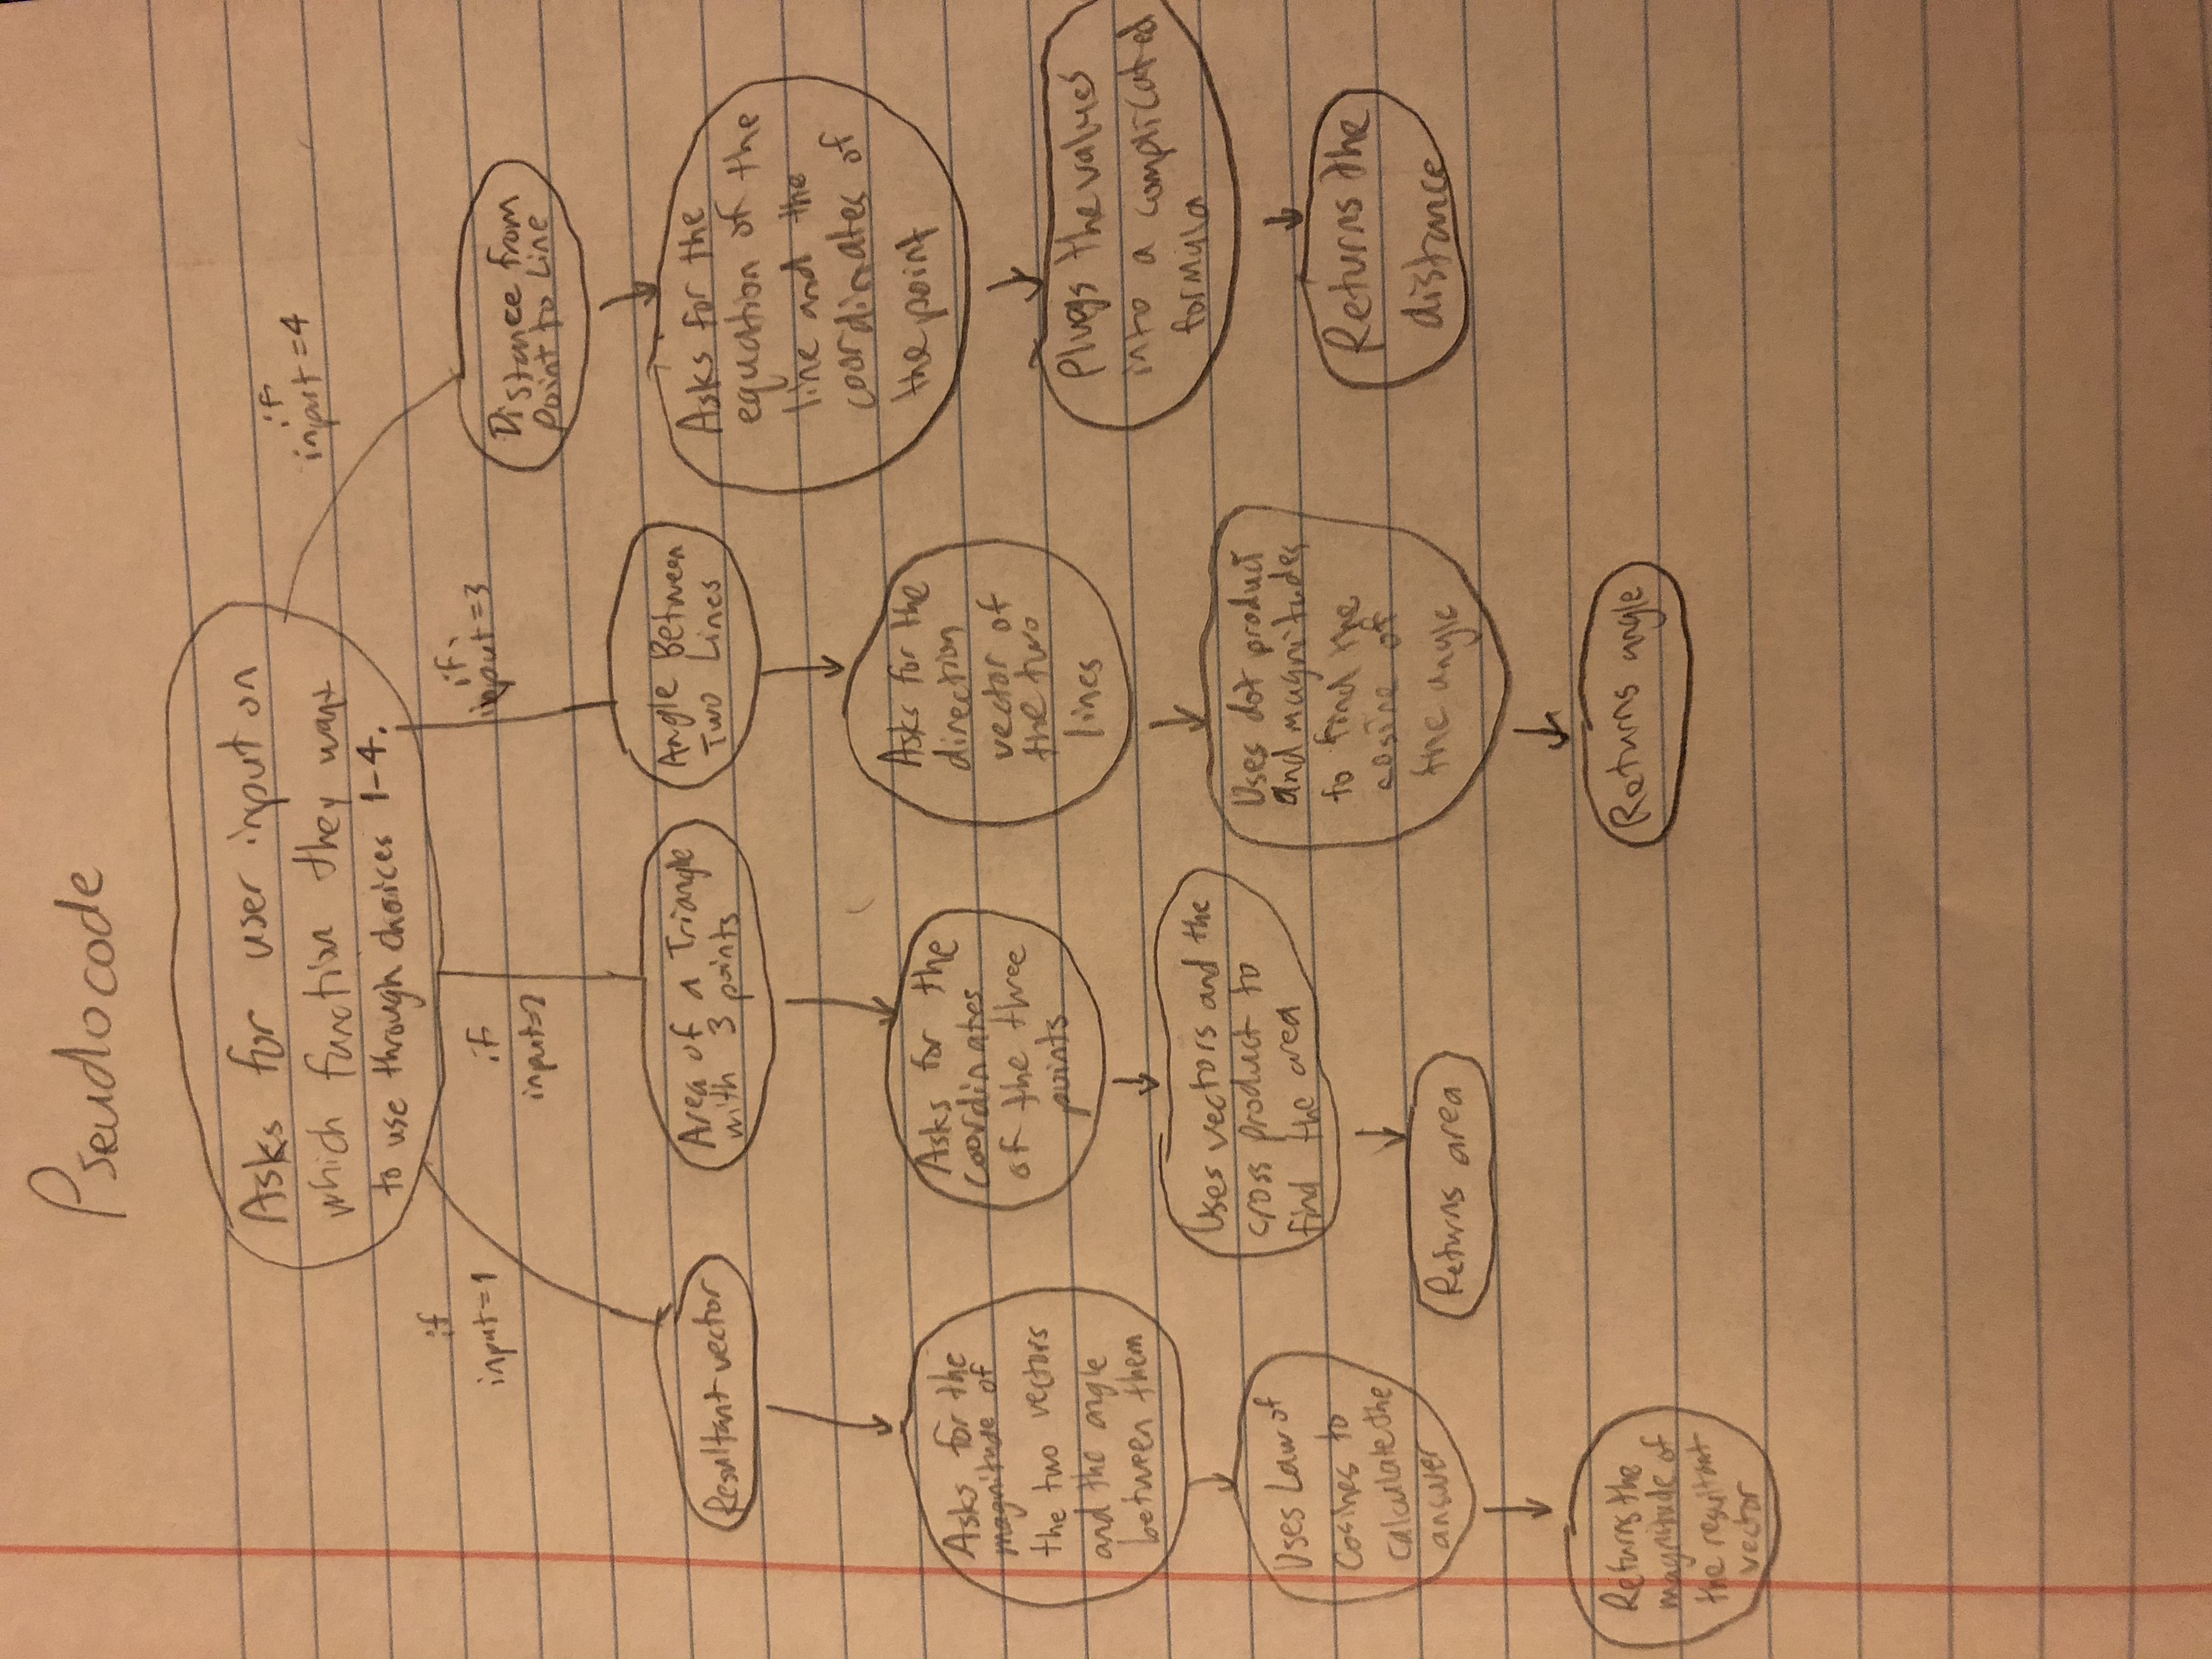 Pseudocode
Asks for user input on
which function they want
to use through choices 1-4.
if
input=1
if
input=2
if
input=3
if
input=4
Resultant vector
Asks for the
magnitude of
the two vectors
and the angle
between them
Uses Law of
Cosines to
calculate the
answer
Returns the
magnitude of
the resultant
vector
Area of a Triangle
with 3 points
Asks for the
coordinates
of the three
points
Uses vectors and the
cross product to
find the area
Returns area
Angle Between
Two Lines
Asks for the
direction
vector of
the two
lines
Uses dot product
and magnitudes
to find the
cosine of
the angle
Returns angle
Distance from
point to Line
Asks for the
equation of the
line and the
coordinates of
the point
Plugs the values
into a complicated
formula
Returns the
distance